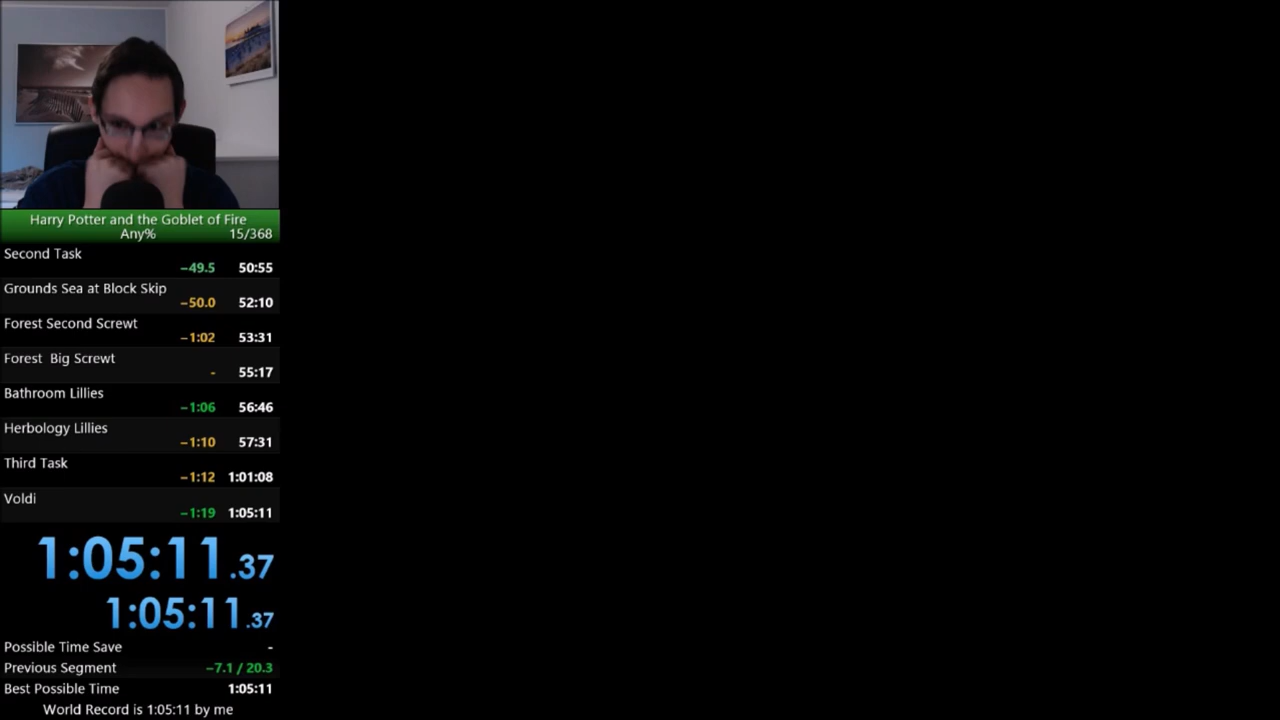 Harry Potter and the Goblet of Fire
Any% 15/368
Second Task
-49.5 50:55
Grounds Sea at Block Skip
-50.0 52:10
Forest Second Screwt
-1:02 53:31
Forest  Big Screwt
- 55:17
Bathroom Lillies
-1:06 56:46
Herbology Lillies
-1:10 57:31
Third Task
-1:12 1:01:08
Voldi
-1:19 1:05:11
1:05:11.37
1:05:11.37
Possible Time Save -
Previous Segment -7.1 / 20.3
Best Possible Time 1:05:11
World Record is 1:05:11 by me